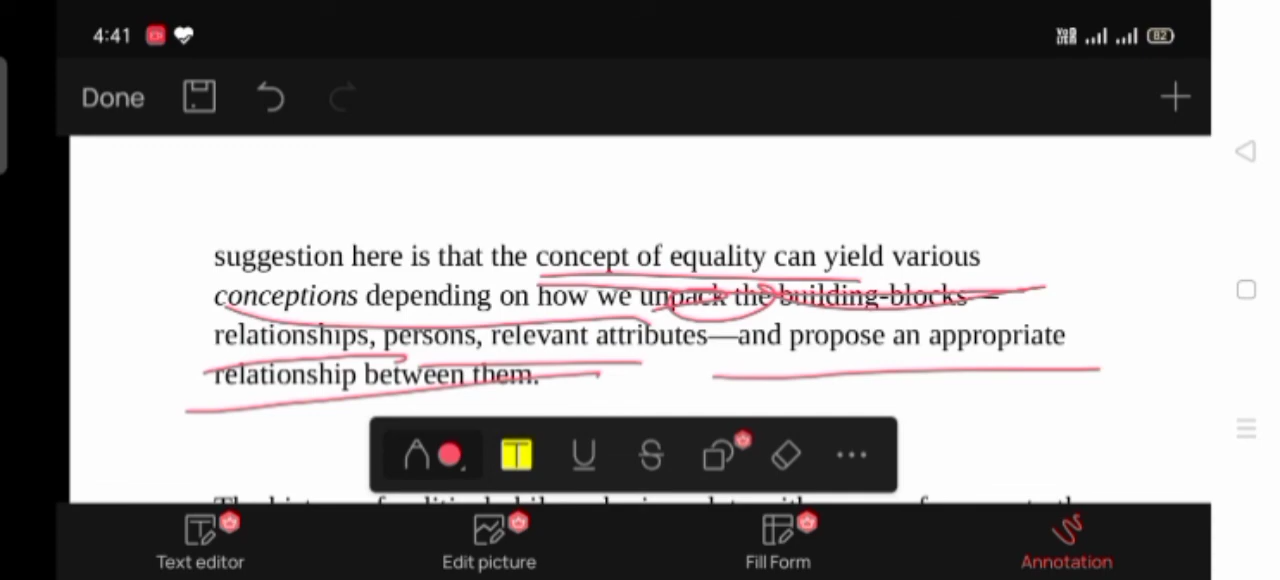 4:41
82
Done
suggestion here is that the concept of equality can yield various
conceptions depending on how we unpack the building-blocks—
relationships, persons, relevant attributes—and propose an appropriate
relationship between them.
T
Text editor
Edit picture
Fill Form
Annotation